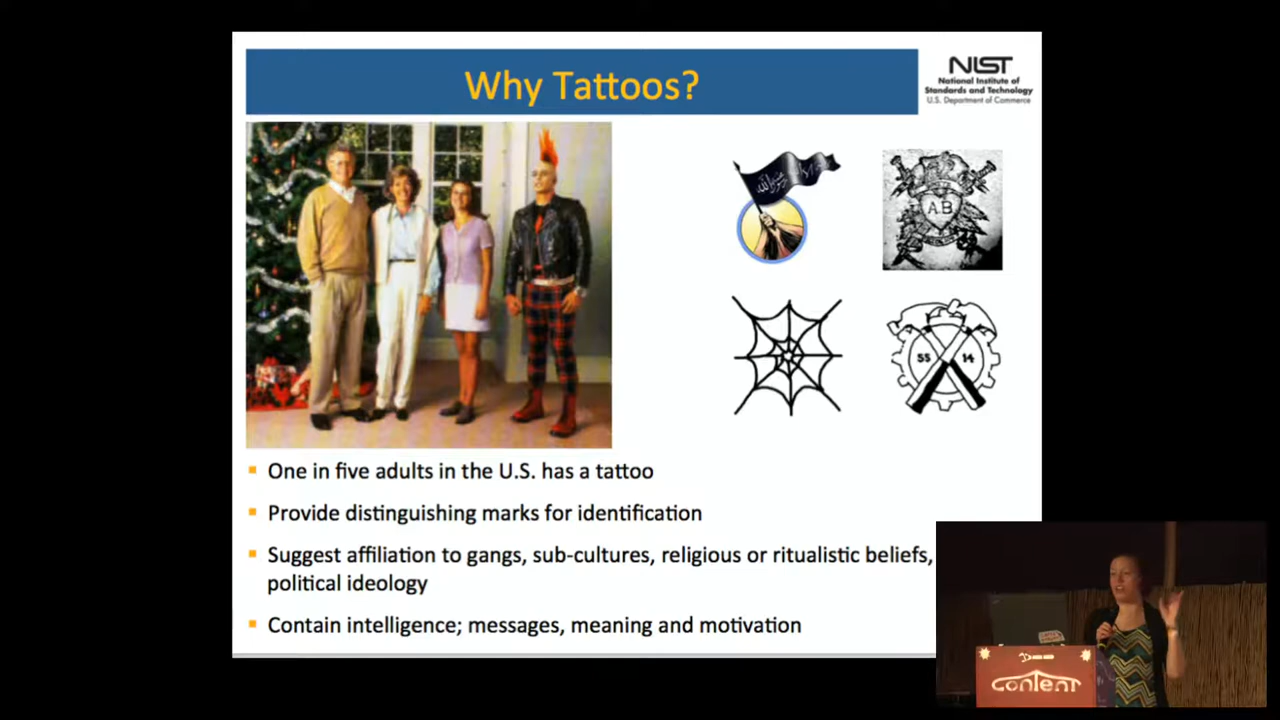 Why Tattoos?
NIST
National Institute of
Standards and Technology
U.S. Department of Commerce
A.B
55
14
One in five adults in the U.S. has a tattoo
Provide distinguishing marks for identification
Suggest affiliation to gangs, sub-cultures, religious or ritualistic beliefs,
political ideology
Contain intelligence; messages, meaning and motivation
content